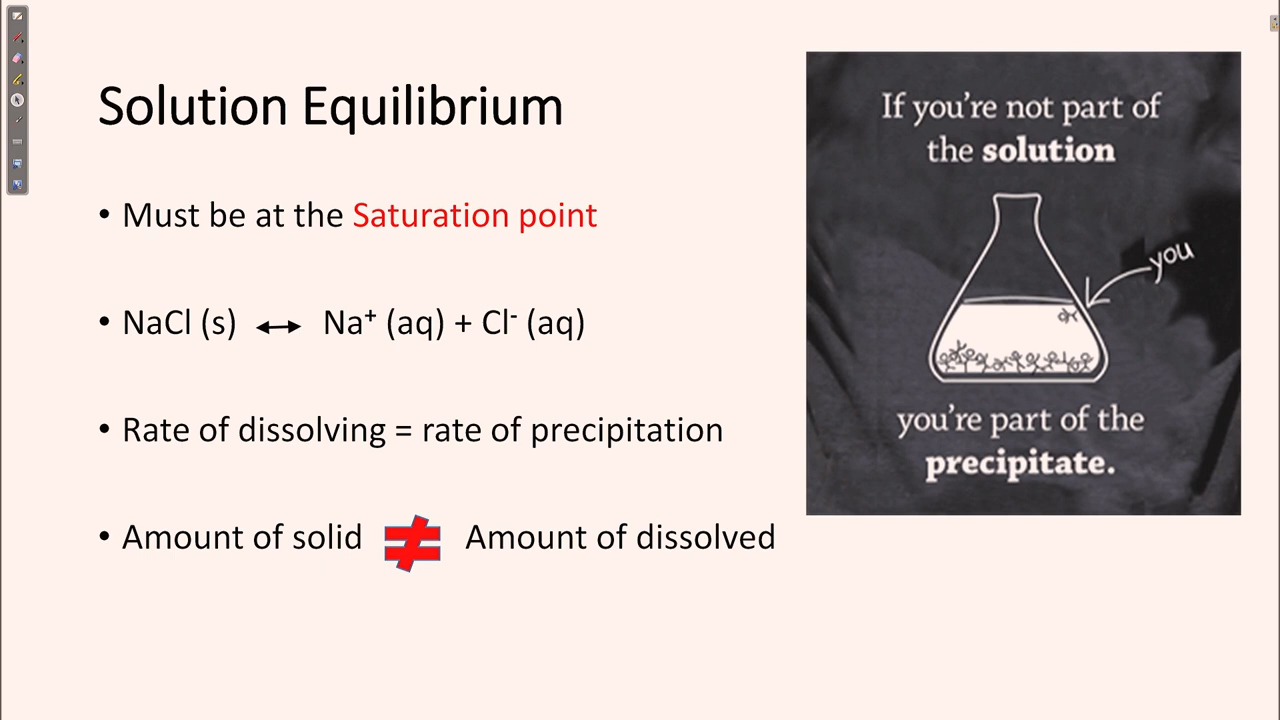 Solution Equilibrium
• Must be at the Saturation point
• NaCl (s) ↔ Na⁺ (aq) + Cl⁻ (aq)
• Rate of dissolving = rate of precipitation
• Amount of solid ≠ Amount of dissolved
If you're not part of
the solution
you
you're part of the
precipitate.